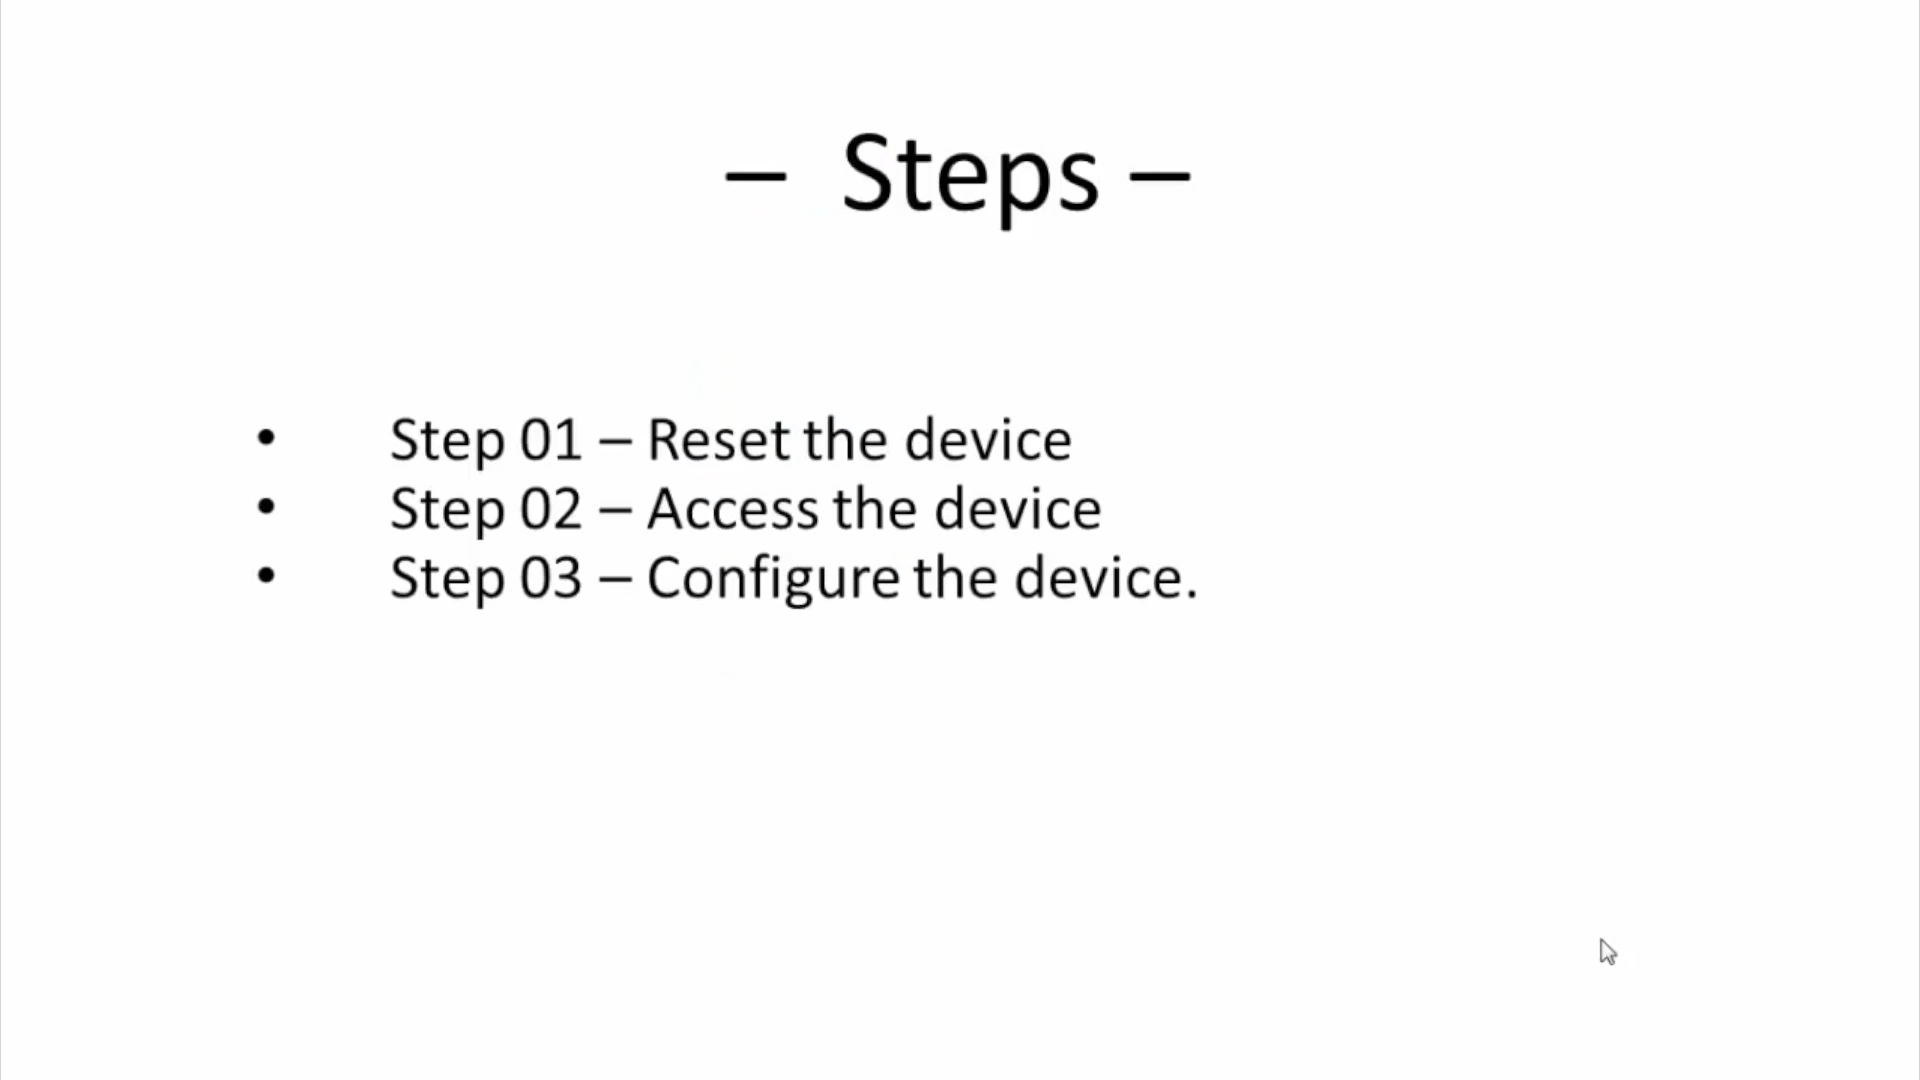 – Steps –
• Step 01 – Reset the device
• Step 02 – Access the device
• Step 03 – Configure the device.